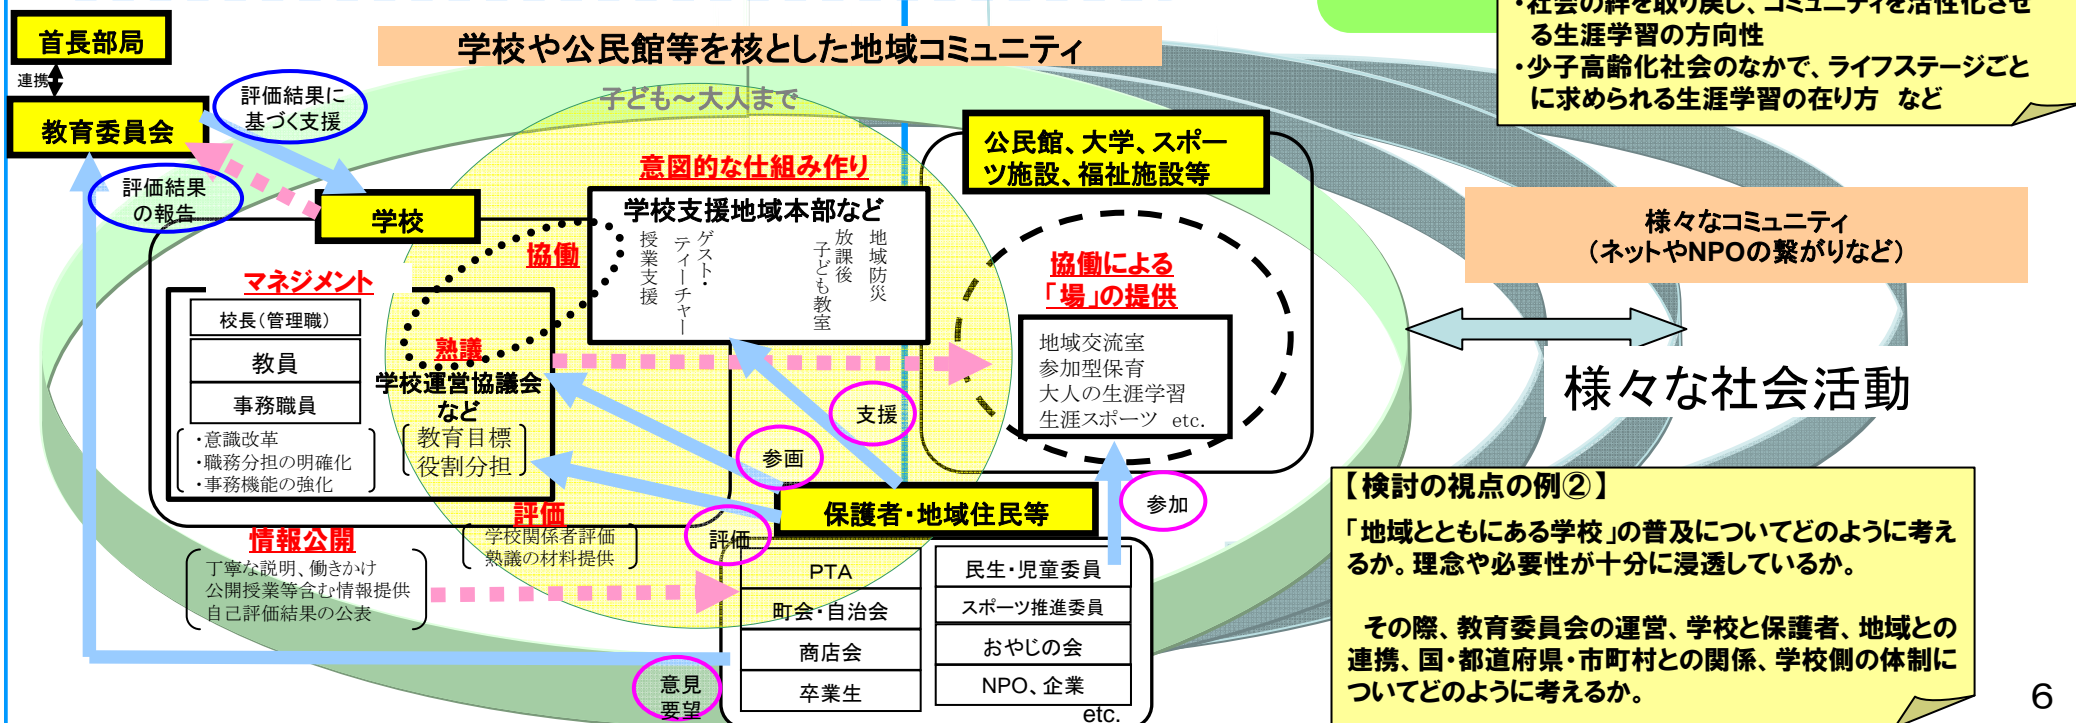 ・社会の絆を取り戻し、コミュニティを活性化させ
る生涯学習の方向性
・少子高齢化社会のなかで、ライフステージごと
に求められる生涯学習の在り方　など
首長部局
連携
教育委員会
学校や公民館等を核とした地域コミュニティ
子ども～大人まで
評価結果に
基づく支援
評価結果
の報告
学校
意図的な仕組み作り
学校支援地域本部など
授業支援
ゲスト・
ティーチャー
放課後
子ども教室
地域防災
協働
公民館、大学、スポー
ツ施設、福祉施設等
協働による
「場」の提供
地域交流室
参加型保育
大人の生涯学習
生涯スポーツ　etc.
様々なコミュニティ
（ネットやNPOの繋がりなど）
様々な社会活動
マネジメント
校長（管理職）
教員
事務職員
・意識改革
・職務分担の明確化
・事務機能の強化
熟議
学校運営協議会
など
教育目標
役割分担
支援
参画
参加
評価
評価
学校関係者評価
熟議の材料提供
情報公開
丁寧な説明、働きかけ
公開授業等含む情報提供
自己評価結果の公表
保護者・地域住民等
PTA
町会・自治会
商店会
卒業生
民生・児童委員
スポーツ推進委員
おやじの会
NPO、企業
etc.
意見
要望
【検討の視点の例②】
「地域とともにある学校」の普及についてどのように考え
るか。理念や必要性が十分に浸透しているか。
その際、教育委員会の運営、学校と保護者、地域との
連携、国・都道府県・市町村との関係、学校側の体制に
ついてどのように考えるか。
6